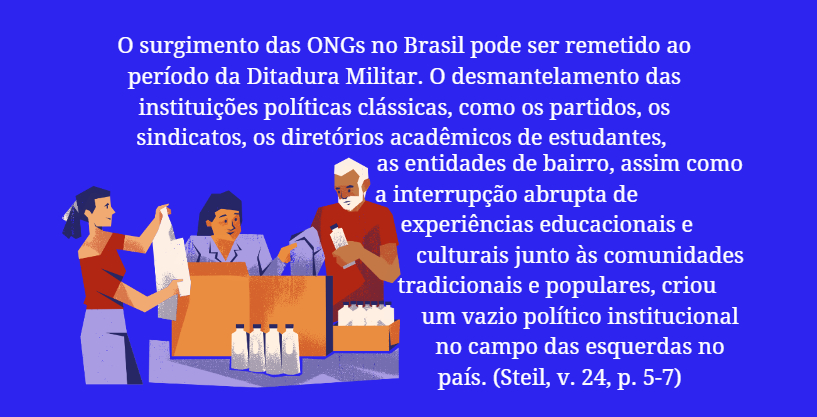 O surgimento das ONGs no Brasil pode ser remetido ao
período da Ditadura Militar. O desmantelamento das
instituições políticas clássicas, como os partidos, os
sindicatos, os diretórios acadêmicos de estudantes,
as entidades de bairro, assim como
a interrupção abrupta de
experiências educacionais e
culturais junto às comunidades
tradicionais e populares, criou
um vazio político institucional
no campo das esquerdas no
país. (Steil, v. 24, p. 5-7)